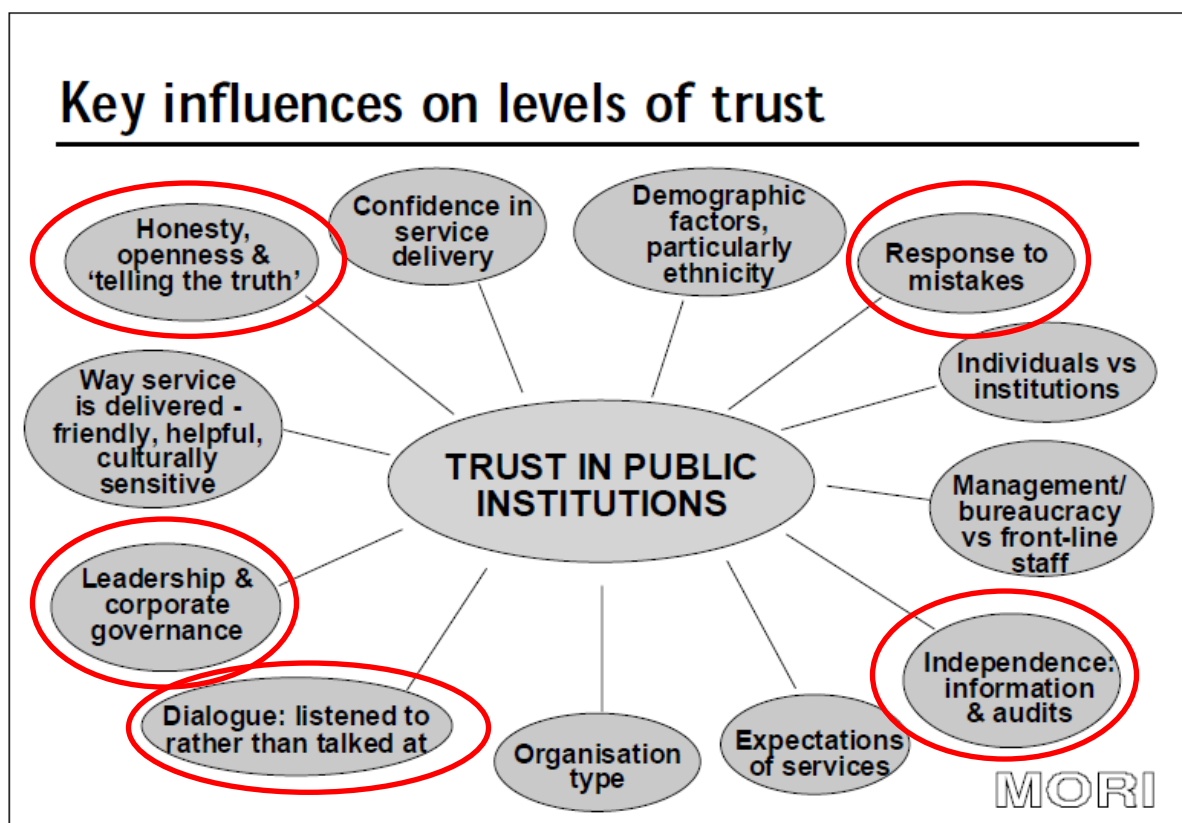 Key influences on levels of trust
Honesty,
openness &
‘telling the truth’
Confidence in
service
delivery
Demographic
factors,
particularly
ethnicity
Response to
mistakes
Way service
is delivered -
friendly, helpful,
culturally
sensitive
Individuals vs
institutions
TRUST IN PUBLIC
INSTITUTIONS
Management/
bureaucracy
vs front-line
staff
Leadership &
corporate
governance
Independence:
information
& audits
Dialogue: listened to
rather than talked at
Organisation
type
Expectations
of services
MORI